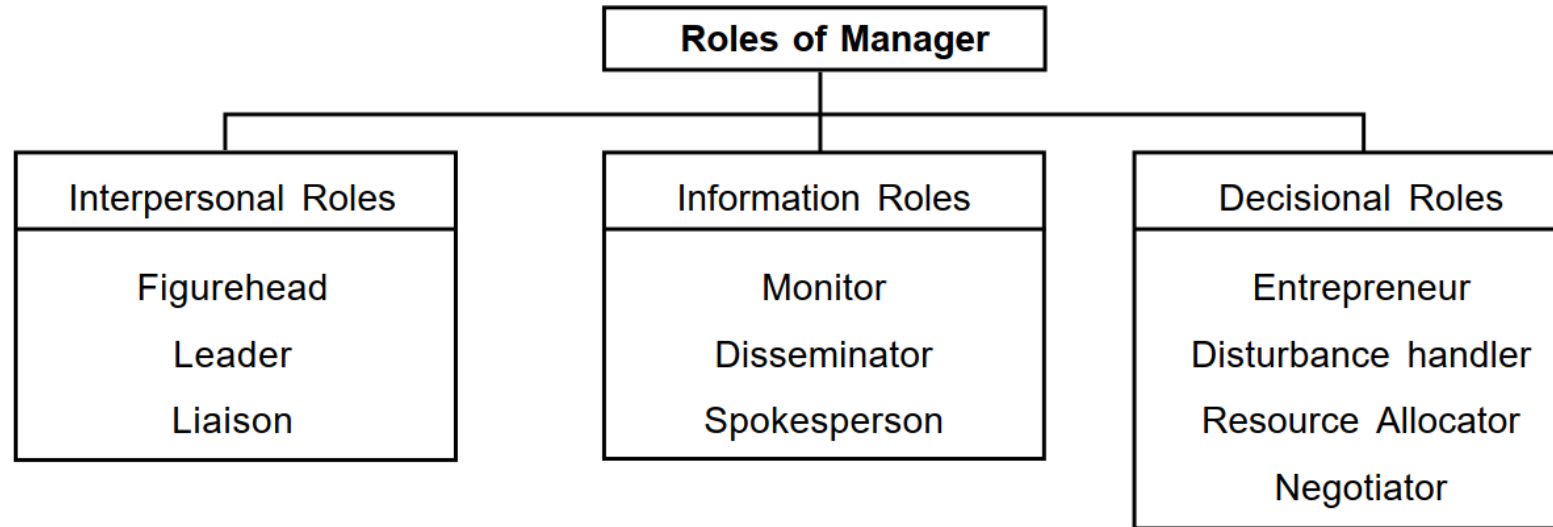 Roles of Manager
Interpersonal Roles
Figurehead
Leader
Liaison
Information Roles
Monitor
Disseminator
Spokesperson
Decisional Roles
Entrepreneur
Disturbance handler
Resource Allocator
Negotiator